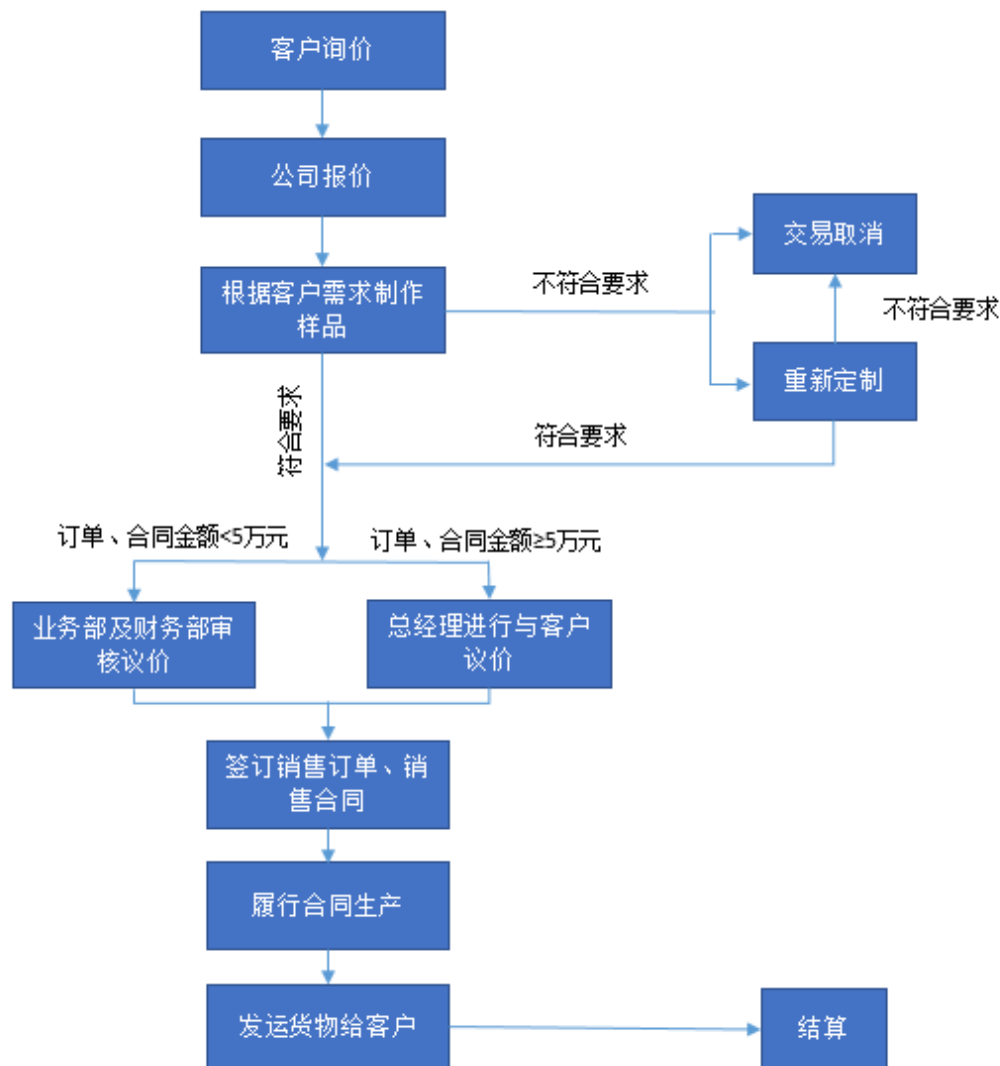 客户询价
公司报价
交易取消
根据客户需求制作
样品
不符合要求
不符合要求
重新定制
符合要求
符合要求
订单、合同金额<5万元
订单、合同金额≥5万元
业务部及财务部审
核议价
总经理进行与客户
议价
签订销售订单、销
售合同
履行合同生产
发运货物给客户
结算